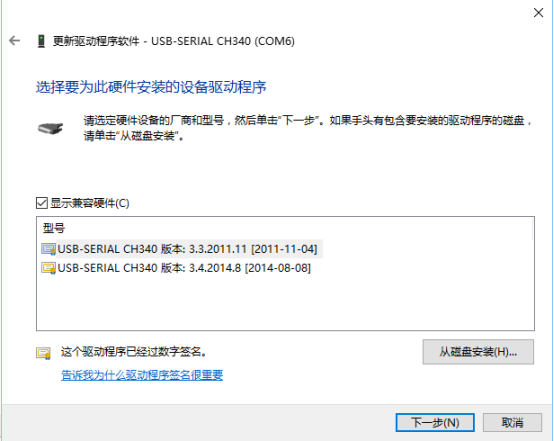 更新驱动程序软件 - USB-SERIAL CH340 (COM6)
选择要为此硬件安装的设备驱动程序
请选定硬件设备的厂商和型号，然后单击“下一步”。如果手头有包含要安装的驱动程序的磁盘，
请单击“从磁盘安装”。
显示兼容硬件(C)
型号
USB-SERIAL CH340 版本: 3.3.2011.11 [2011-11-04]
USB-SERIAL CH340 版本: 3.4.2014.8 [2014-08-08]
这个驱动程序已经过数字签名。
从磁盘安装(H)...
告诉我为什么驱动程序签名很重要
下一步(N)
取消